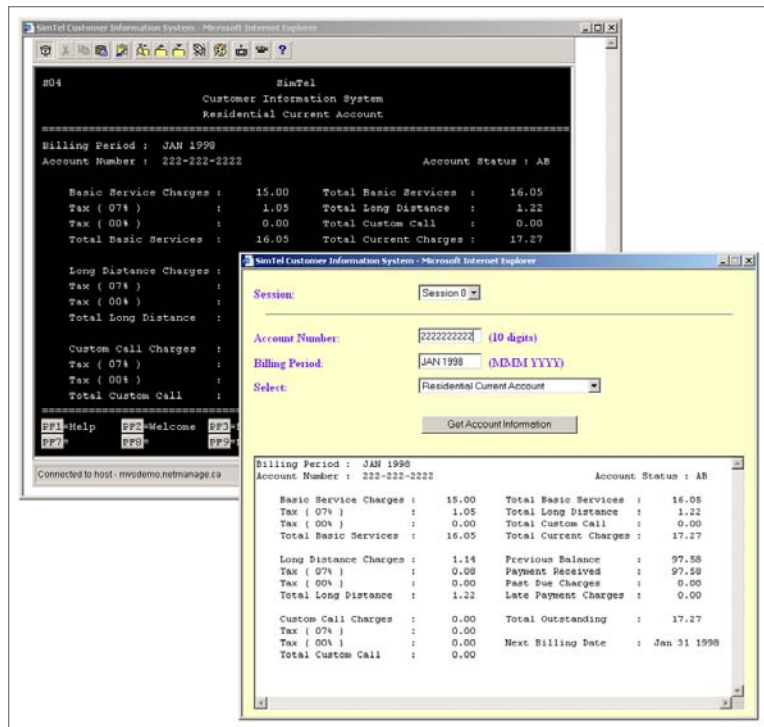 SimTel Customer Information System - Microsoft Internet Explorer
S04 SimTel
Customer Information System
Residential Current Account
Billing Period : JAN 1998
Account Number : 222-222-2222 Account Status : AB
Basic Service Charges : 15.00 Total Basic Services : 16.05
Tax ( 07% ) : 1.05 Total Long Distance : 1.22
Tax ( 00% ) : 0.00 Total Custom Call : 0.00
Total Basic Services : 16.05 Total Current Charges : 17.27
Long Distance Charges :
Tax ( 07% ) :
Tax ( 00% ) :
Total Long Distance :
Custom Call Charges :
Tax ( 07% ) :
Tax ( 00% ) :
Total Custom Call :
PF1=Help PF2=Welcome PF3=
PF7= PF8= PF9=
Connected to host - mvsdemo.netmanage.ca
SimTel Customer Information System - Microsoft Internet Explorer
Session: Session 0
Account Number: 2222222222 (10 digits)
Billing Period: JAN 1998 (MMM YYYY)
Select: Residential Current Account
Get Account Information
Billing Period : JAN 1998
Account Number : 222-222-2222 Account Status : AB
Basic Service Charges : 15.00 Total Basic Services : 16.05
Tax ( 07% ) : 1.05 Total Long Distance : 1.22
Tax ( 00% ) : 0.00 Total Custom Call : 0.00
Total Basic Services : 16.05 Total Current Charges : 17.27
Long Distance Charges : 1.14 Previous Balance : 97.58
Tax ( 07% ) : 0.08 Payment Received : 97.58
Tax ( 00% ) : 0.00 Past Due Charges : 0.00
Total Long Distance : 1.22 Late Payment Charges : 0.00
Custom Call Charges : 0.00 Total Outstanding : 17.27
Tax ( 07% ) : 0.00
Tax ( 00% ) : 0.00 Next Billing Date : Jan 31 1998
Total Custom Call : 0.00